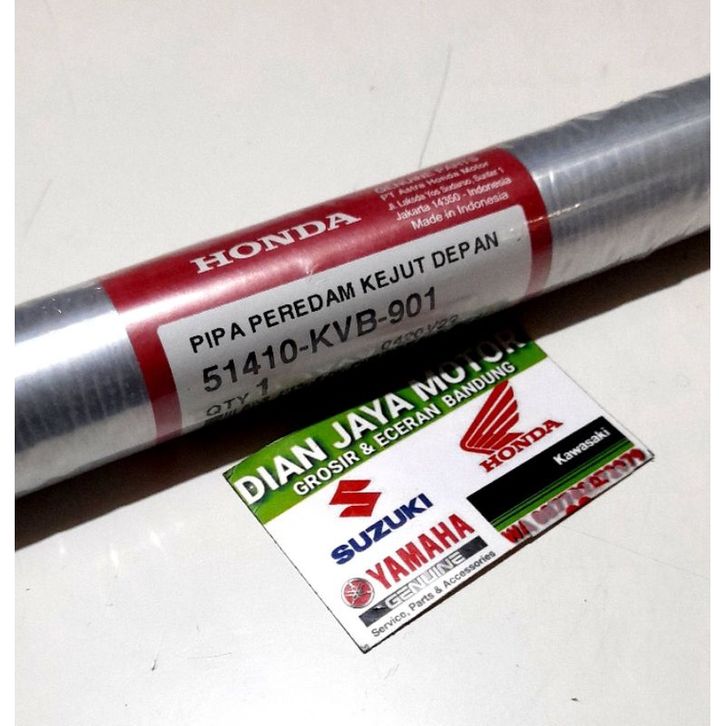 HONDA
GENUINE PARTS
PT Astra Honda Motor
Jl. Laksda Yos Sudarso, Sunter 1
Jakarta 14350 - Indonesia
Made in Indonesia
PIPA PEREDAM KEJUT DEPAN
51410-KVB-901
QTY 1
DIAN JAYA MOTOR
GROSIR & ECERAN BANDUNG
SUZUKI
HONDA
Kawasaki
YAMAHA
GENUINE
Service, Parts & Accessories
WA